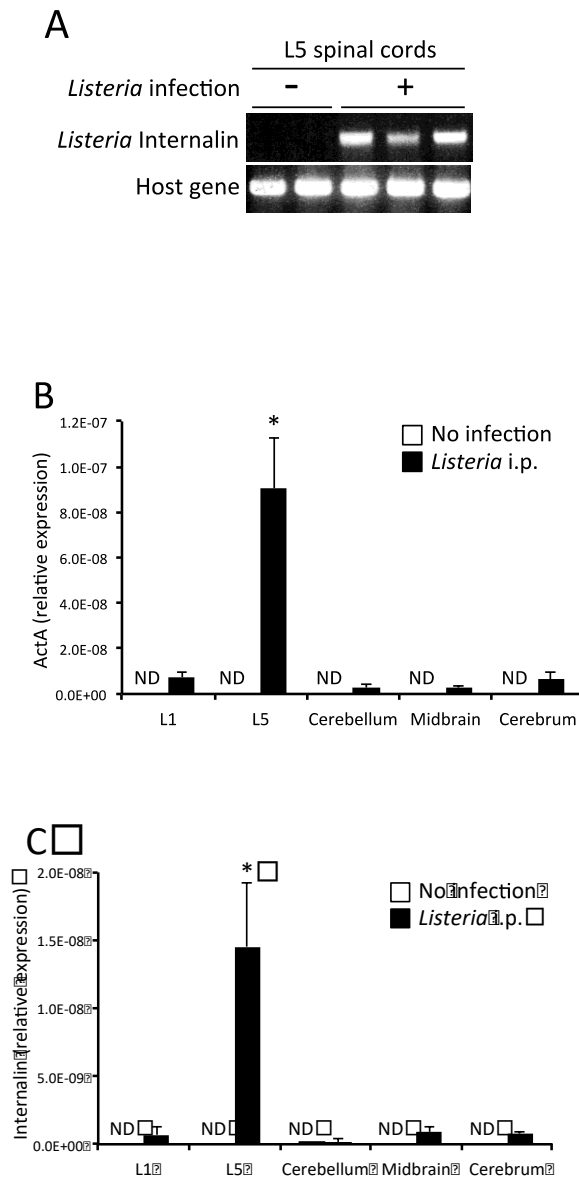 A
L5 spinal cords
Listeria infection - +
Listeria Internalin
Host gene
B
ActA (relative expression)
1.2E-07
1.0E-07
8.0E-08
6.0E-08
4.0E-08
2.0E-08
0.0E+00
*
No infection
Listeria i.p.
ND ND ND ND ND
L1 L5 Cerebellum Midbrain Cerebrum
C
Internalin (relative expression)
2.0E-08
1.5E-08
1.0E-08
5.0E-09
0.0E+00
*
No infection
Listeria i.p.
ND ND ND ND ND
L1 L5 Cerebellum Midbrain Cerebrum